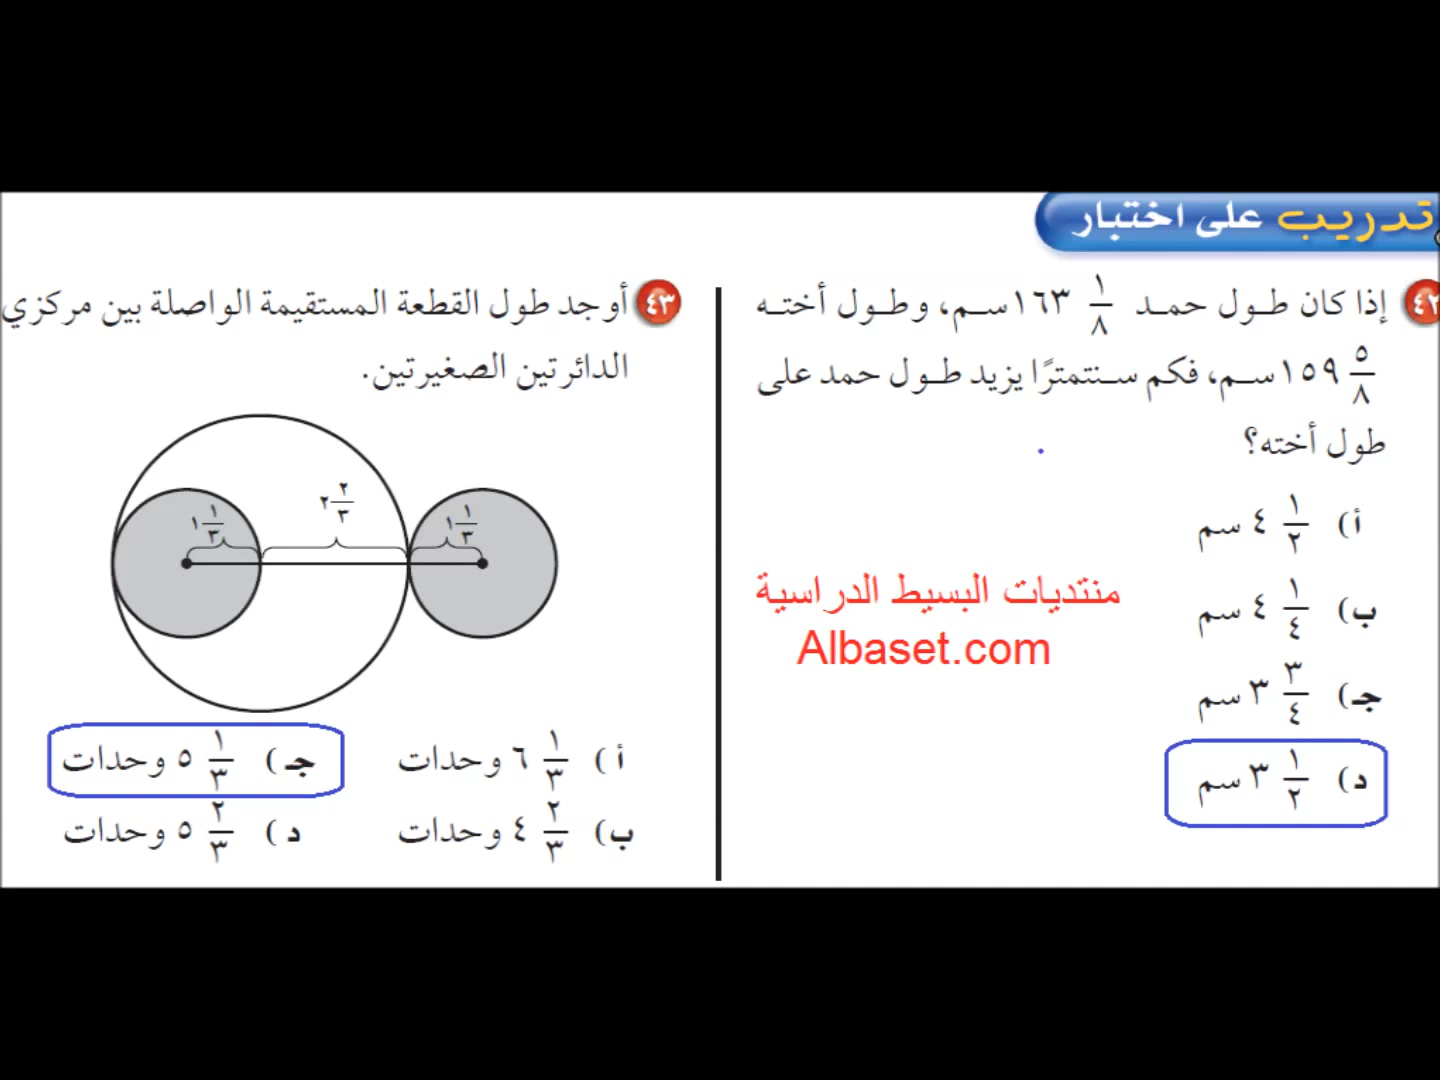 تدريب على اختبار
٤٢ إذا كان طول حمد ١٦٣ ١/٨ سم، وطول أخته
١٥٩ ٥/٨ سم، فكم سنتمترًا يزيد طول حمد على
طول أخته؟
أ) ٤ ١/٢ سم
ب) ٤ ١/٤ سم
جـ) ٣ ٣/٤ سم
د) ٣ ١/٢ سم
منتديات البسيط الدراسية
Albaset.com
٤٣ أوجد طول القطعة المستقيمة الواصلة بين مركزي
الدائرتين الصغيرتين.
١ ١/٣
٢ ٢/٣
١ ١/٣
أ) ٦ ١/٣ وحدات
جـ) ٥ ١/٣ وحدات
ب) ٤ ٢/٣ وحدات
د) ٥ ٢/٣ وحدات